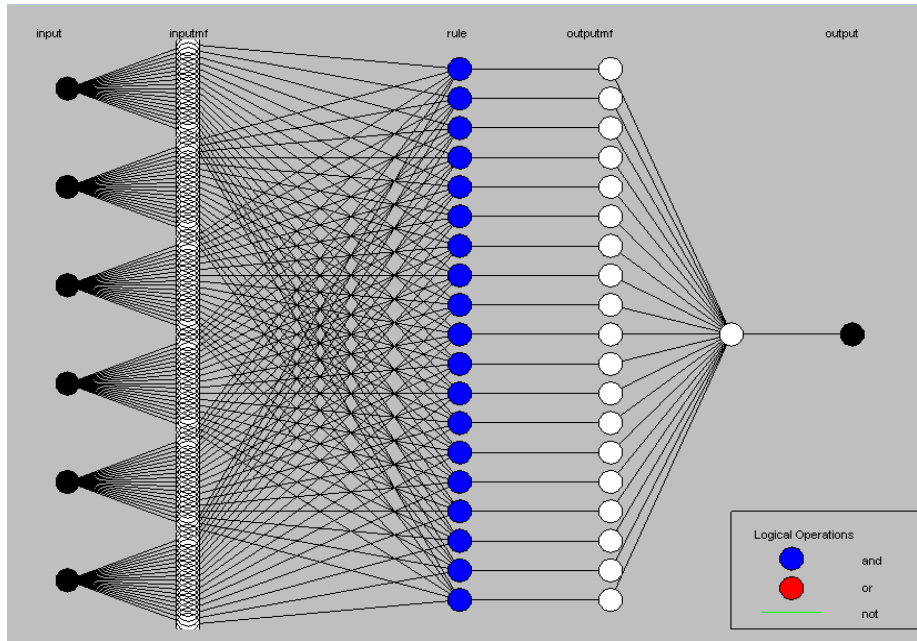 input
inputmf
rule
outputmf
output
Logical Operations
and
or
not